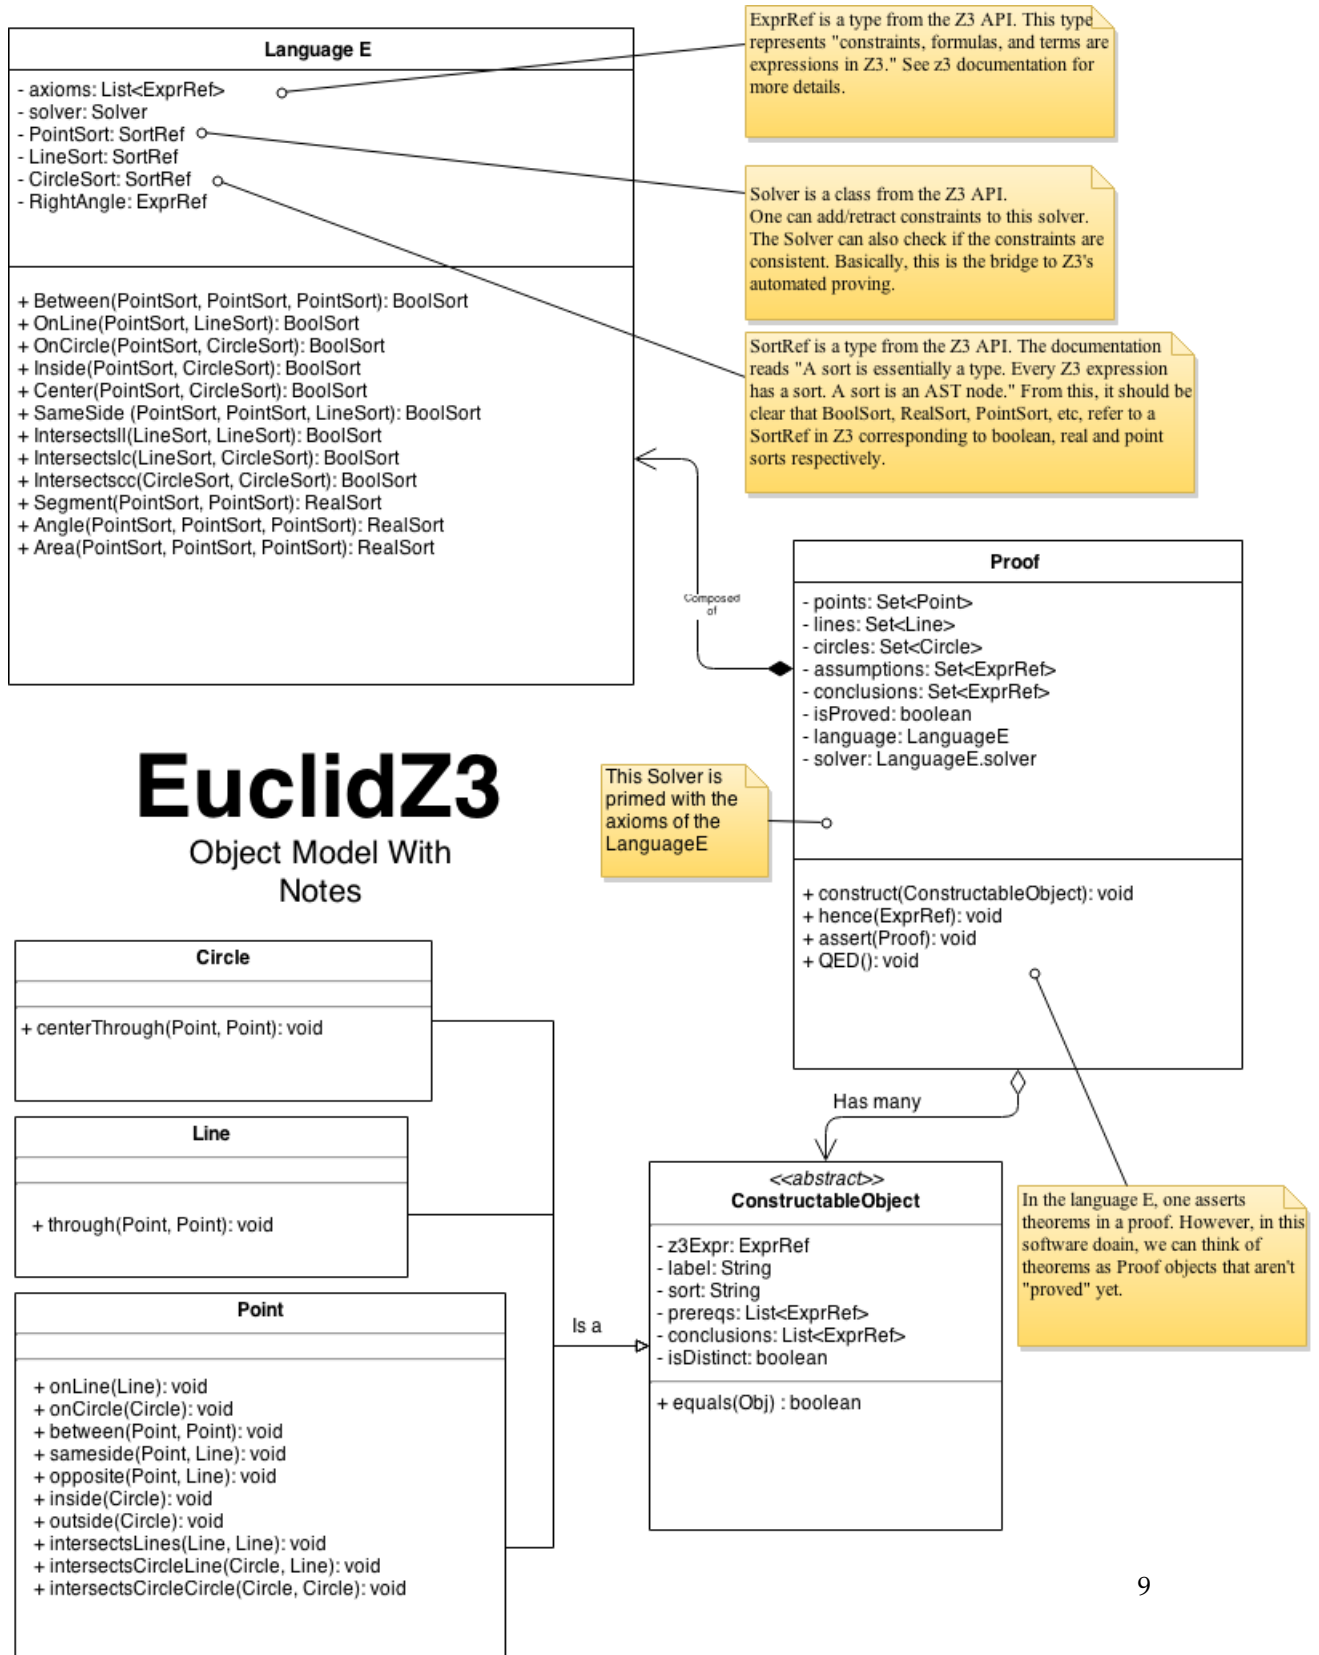 Language E
- axioms: List<ExprRef>
- solver: Solver
- PointSort: SortRef
- LineSort: SortRef
- CircleSort: SortRef
- RightAngle: ExprRef
+ Between(PointSort, PointSort, PointSort): BoolSort
+ OnLine(PointSort, LineSort): BoolSort
+ OnCircle(PointSort, CircleSort): BoolSort
+ Inside(PointSort, CircleSort): BoolSort
+ Center(PointSort, CircleSort): BoolSort
+ SameSide (PointSort, PointSort, LineSort): BoolSort
+ Intersectsll(LineSort, LineSort): BoolSort
+ Intersectslc(LineSort, CircleSort): BoolSort
+ Intersectscc(CircleSort, CircleSort): BoolSort
+ Segment(PointSort, PointSort): RealSort
+ Angle(PointSort, PointSort, PointSort): RealSort
+ Area(PointSort, PointSort, PointSort): RealSort
ExprRef is a type from the Z3 API. This type
represents "constraints, formulas, and terms are
expressions in Z3." See z3 documentation for
more details.
Solver is a class from the Z3 API.
One can add/retract constraints to this solver.
The Solver can also check if the constraints are
consistent. Basically, this is the bridge to Z3's
automated proving.
SortRef is a type from the Z3 API. The documentation
reads "A sort is essentially a type. Every Z3 expression
has a sort. A sort is an AST node." From this, it should be
clear that BoolSort, RealSort, PointSort, etc, refer to a
SortRef in Z3 corresponding to boolean, real and point
sorts respectively.
Composed
of
Proof
- points: Set<Point>
- lines: Set<Line>
- circles: Set<Circle>
- assumptions: Set<ExprRef>
- conclusions: Set<ExprRef>
- isProved: boolean
- language: LanguageE
- solver: LanguageE.solver
+ construct(ConstructableObject): void
+ hence(ExprRef): void
+ assert(Proof): void
+ QED(): void
This Solver is
primed with the
axioms of the
LanguageE
EuclidZ3
Object Model With
Notes
Circle
+ centerThrough(Point, Point): void
Line
+ through(Point, Point): void
Point
+ onLine(Line): void
+ onCircle(Circle): void
+ between(Point, Point): void
+ sameside(Point, Line): void
+ opposite(Point, Line): void
+ inside(Circle): void
+ outside(Circle): void
+ intersectsLines(Line, Line): void
+ intersectsCircleLine(Circle, Line): void
+ intersectsCircleCircle(Circle, Circle): void
Is a
Has many
<<abstract>>
ConstructableObject
- z3Expr: ExprRef
- label: String
- sort: String
- prereqs: List<ExprRef>
- conclusions: List<ExprRef>
- isDistinct: boolean
+ equals(Obj) : boolean
In the language E, one asserts
theorems in a proof. However, in this
software doain, we can think of
theorems as Proof objects that aren't
"proved" yet.
9